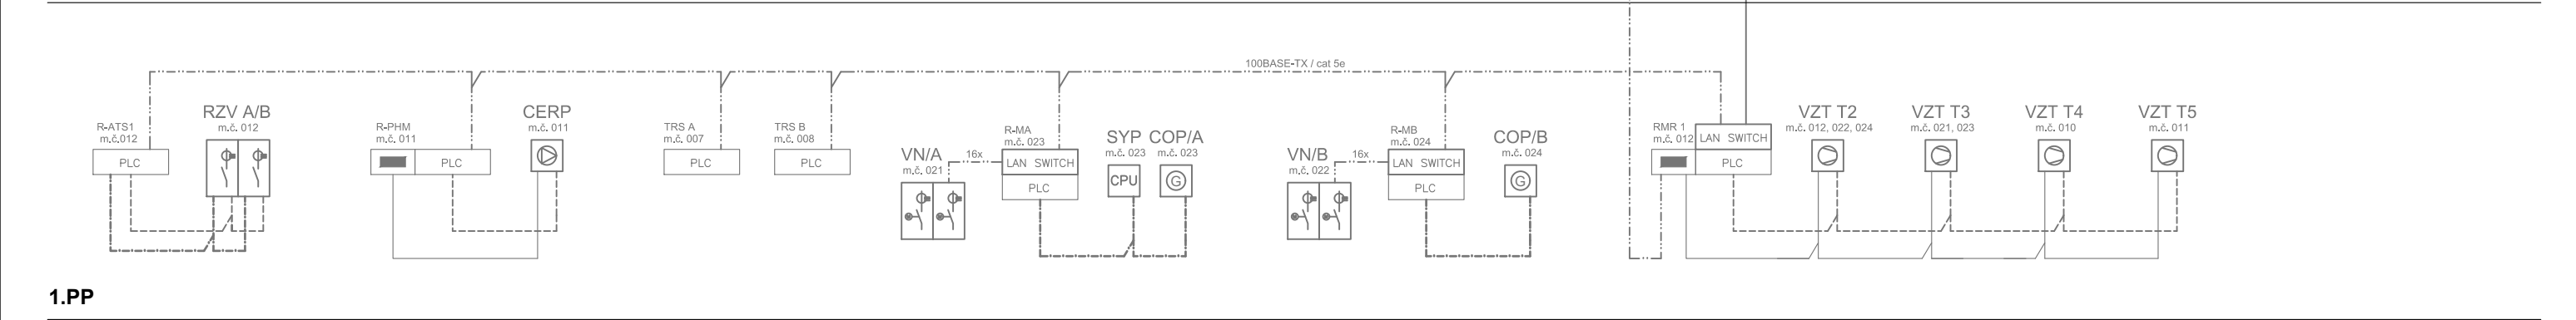 100BASE-TX / cat 5e
R-ATS1
m.č.012
PLC
RZV A/B
m.č. 012
R-PHM
m.č. 011
PLC
CERP
m.č. 011
TRS A
m.č. 007
PLC
TRS B
m.č. 008
PLC
VN/A
m.č. 021
16x
R-MA
m.č. 023
LAN SWITCH
PLC
SYP
m.č. 023
CPU
COP/A
m.č. 023
G
VN/B
m.č. 022
16x
R-MB
m.č. 024
LAN SWITCH
PLC
COP/B
m.č. 024
G
RMR 1
m.č. 012
LAN SWITCH
PLC
VZT T2
m.č. 012, 022, 024
VZT T3
m.č. 021, 023
VZT T4
m.č. 010
VZT T5
m.č. 011
1.PP